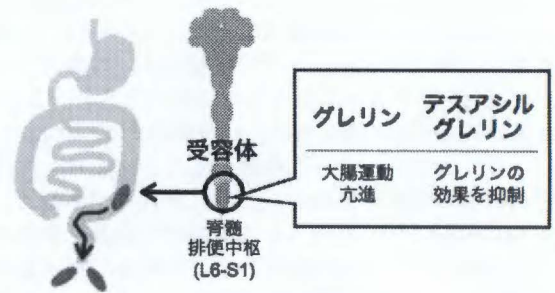 受容体
脊髄
排便中枢
(L6-S1)
グレリン
デスアシル
グレリン
大腸運動
亢進
グレリンの
効果を抑制